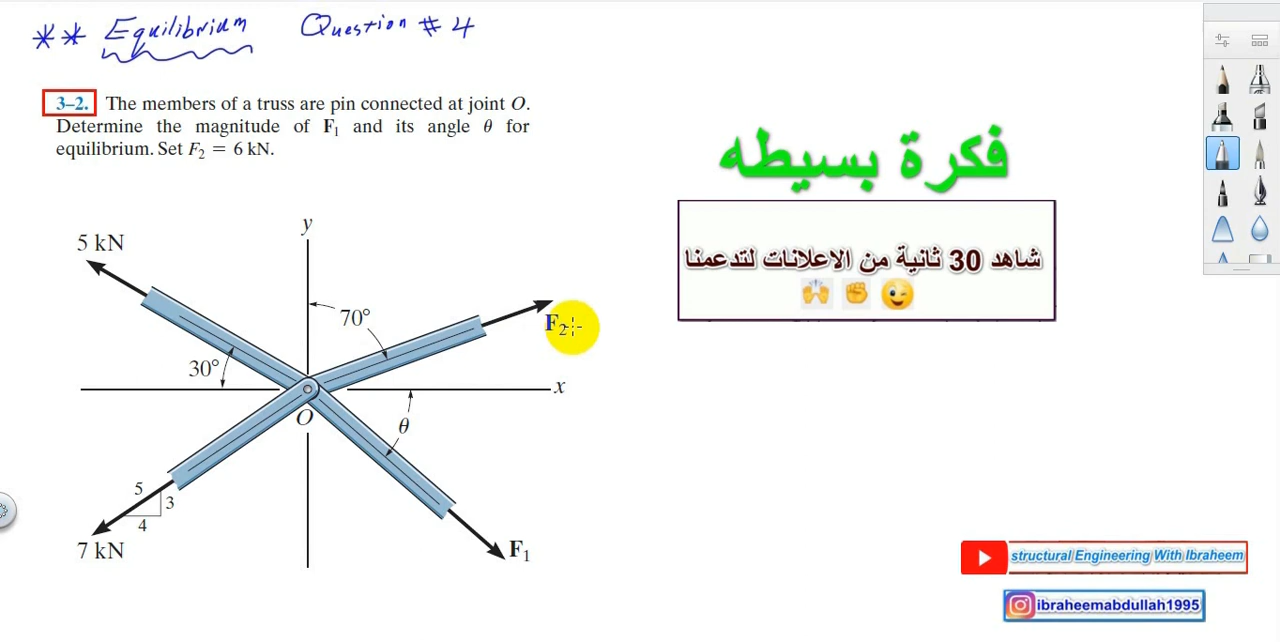 ** Equilibrium Question # 4
3–2. The members of a truss are pin connected at joint O.
Determine the magnitude of F₁ and its angle θ for
equilibrium. Set F₂ = 6 kN.
فكرة بسيطه
شاهد 30 ثانية من الاعلانات لتدعمنا
y
5 kN
70°
F₂
30°
x
O
θ
5
3
4
7 kN
F₁
structural Engineering With Ibraheem
ibraheemabdullah1995